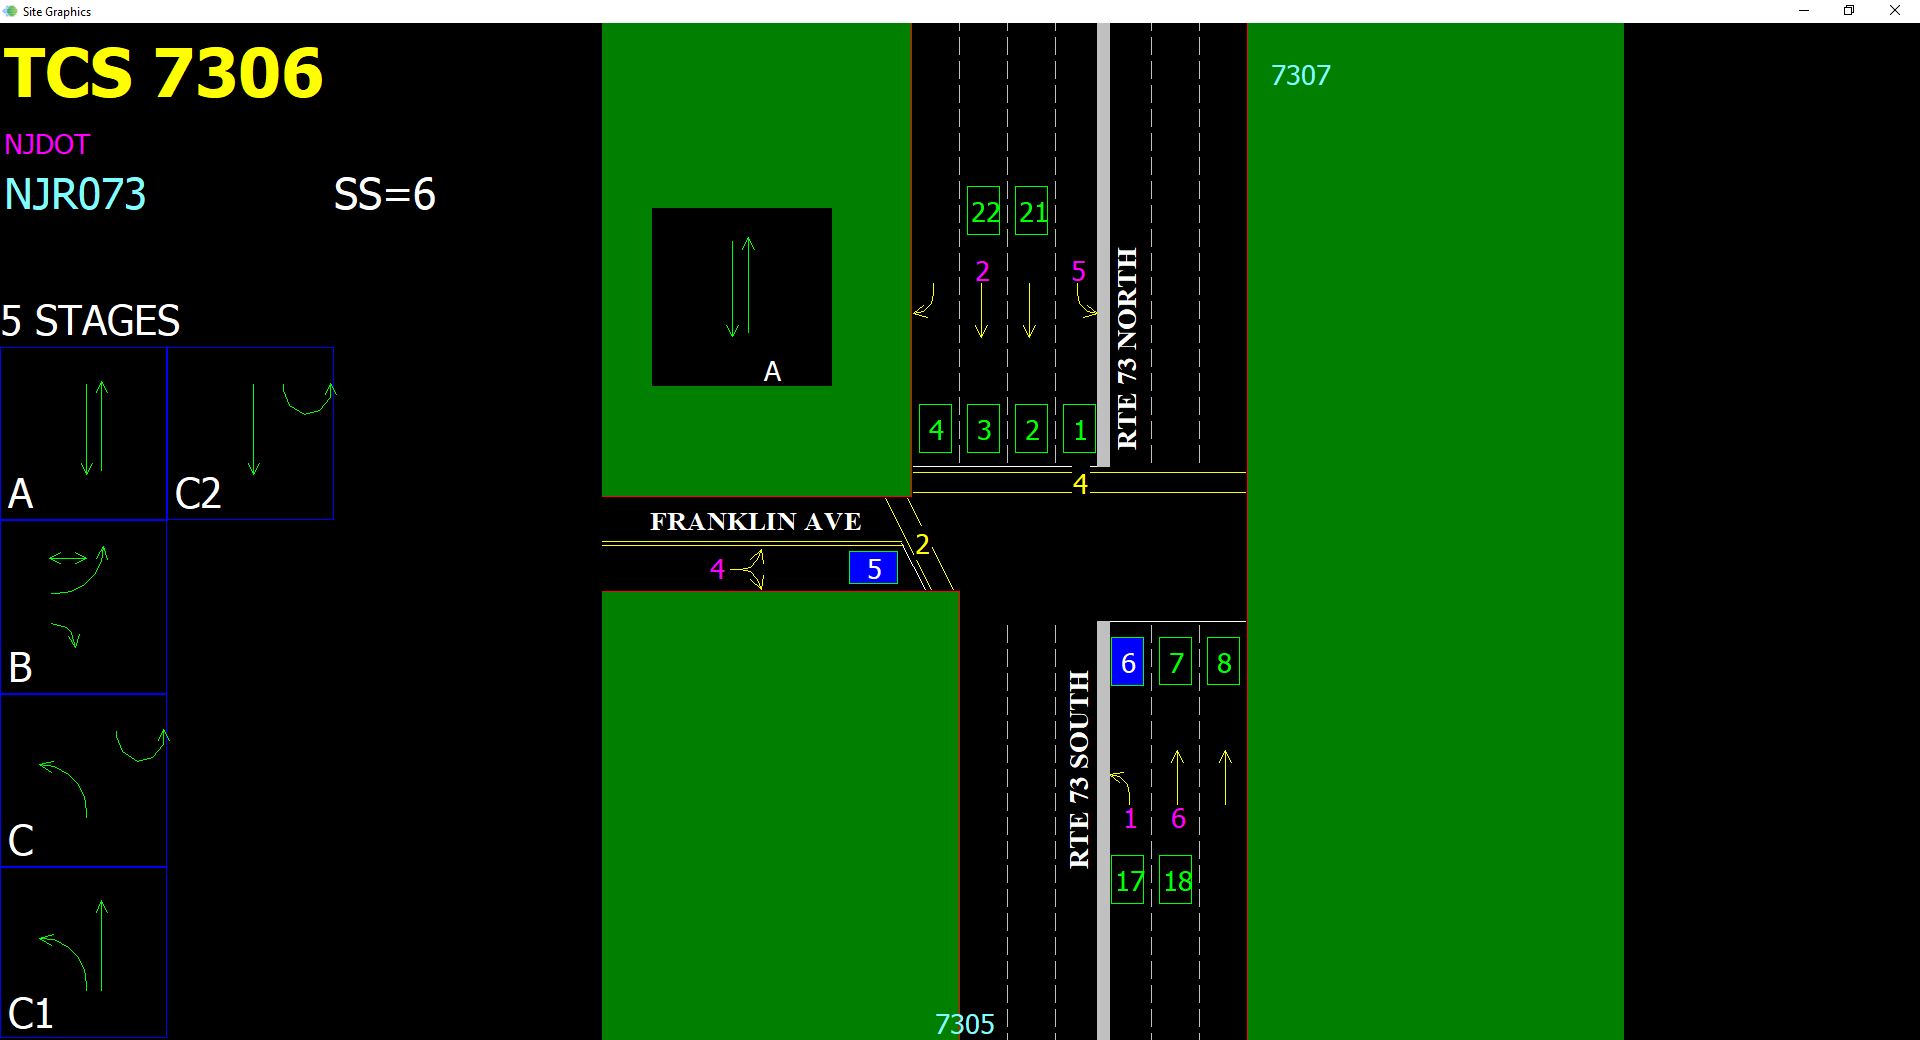 Site Graphics
TCS 7306
NJDOT
NJR073
SS=6
5 STAGES
A
C2
B
C
C1
7307
22
21
2
5
RTE 73 NORTH
A
4
3
2
1
4
FRANKLIN AVE
2
4
5
6
7
8
RTE 73 SOUTH
1
6
17
18
7305